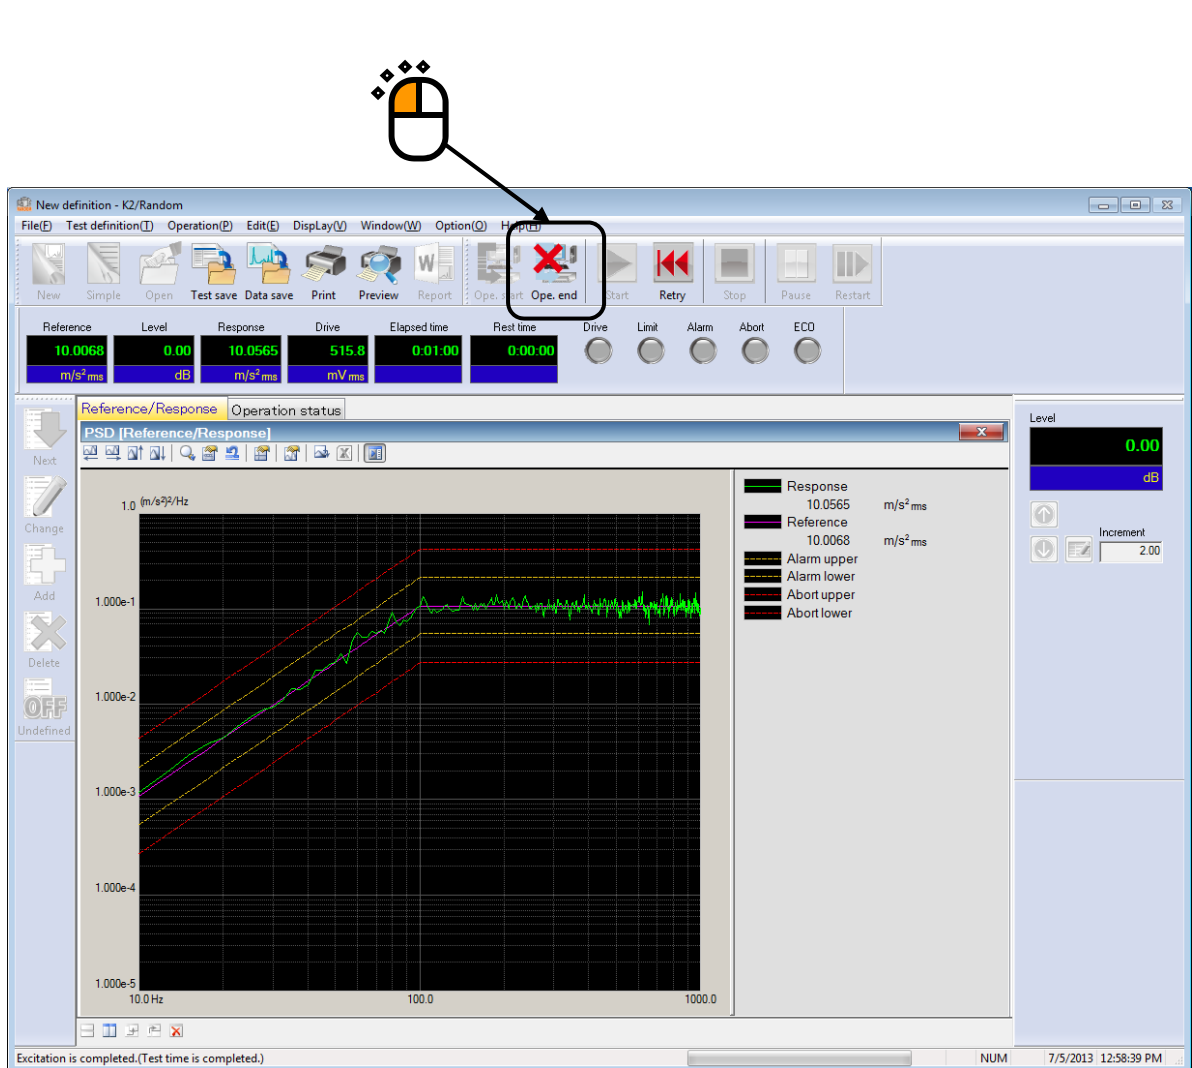 New definition - K2/Random
File(F) Test definition(T) Operation(P) Edit(E) DispLay(V) Window(W) Option(O) Help(H)
New Simple Open Test save Data save Print Preview Report Ope. start Ope. end Start Retry Stop Pause Restart
Reference Level Response Drive Elapsed time Rest time Drive Limit Alarm Abort ECO
10.0068 0.00 10.0565 515.8 0:01:00 0:00:00
m/s² rms dB m/s² rms mV rms
Reference/Response Operation status
PSD [Reference/Response]
Next
Change
Add
Delete
OFF
Undefined
1.0 (m/s²)²/Hz
1.000e-1
1.000e-2
1.000e-3
1.000e-4
1.000e-5
10.0 Hz 100.0 1000.0
Response
10.0565 m/s² rms
Reference
10.0068 m/s² rms
Alarm upper
Alarm lower
Abort upper
Abort lower
Level
0.00
dB
Increment
2.00
Excitation is completed.(Test time is completed.) NUM 7/5/2013 12:58:39 PM